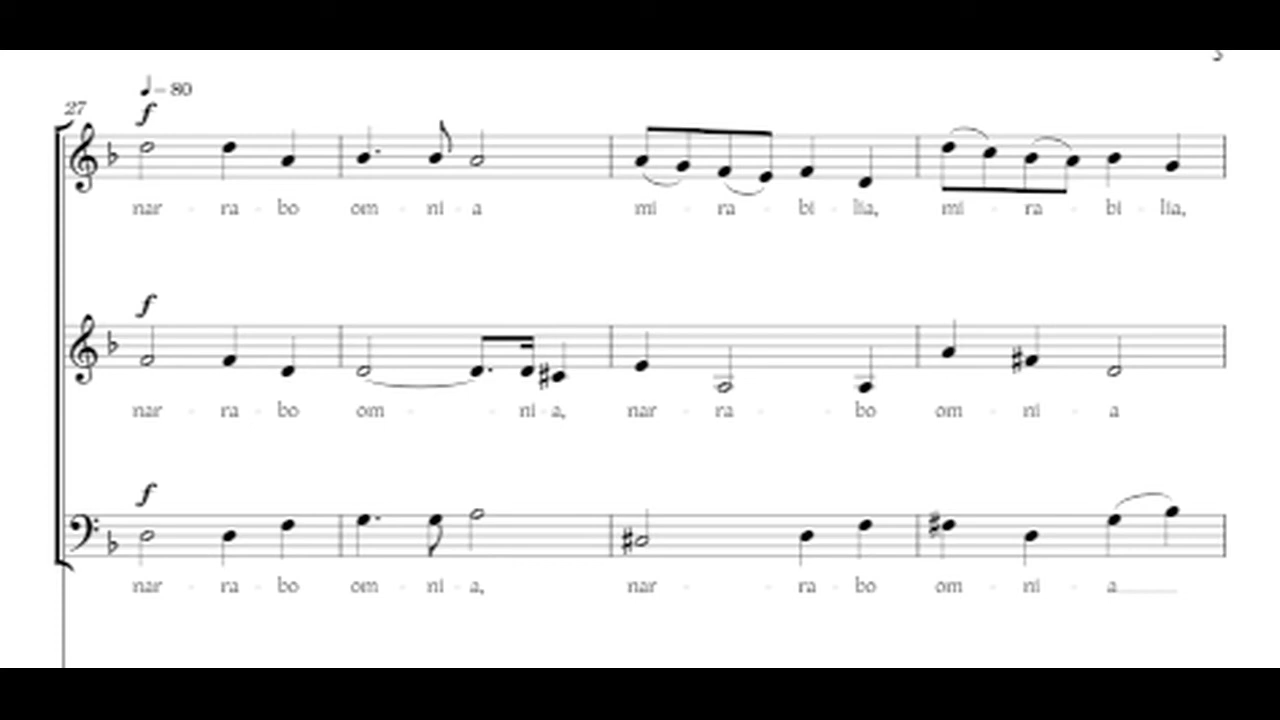 = 80
27
f
nar - ra - bo om - ni - a mi - ra - bi - lia, mi - ra - bi - lia,
f
nar - ra - bo om - ni - a, nar - ra - bo om - ni - a
f
nar - ra - bo om - ni - a, nar - ra - bo om - ni - a